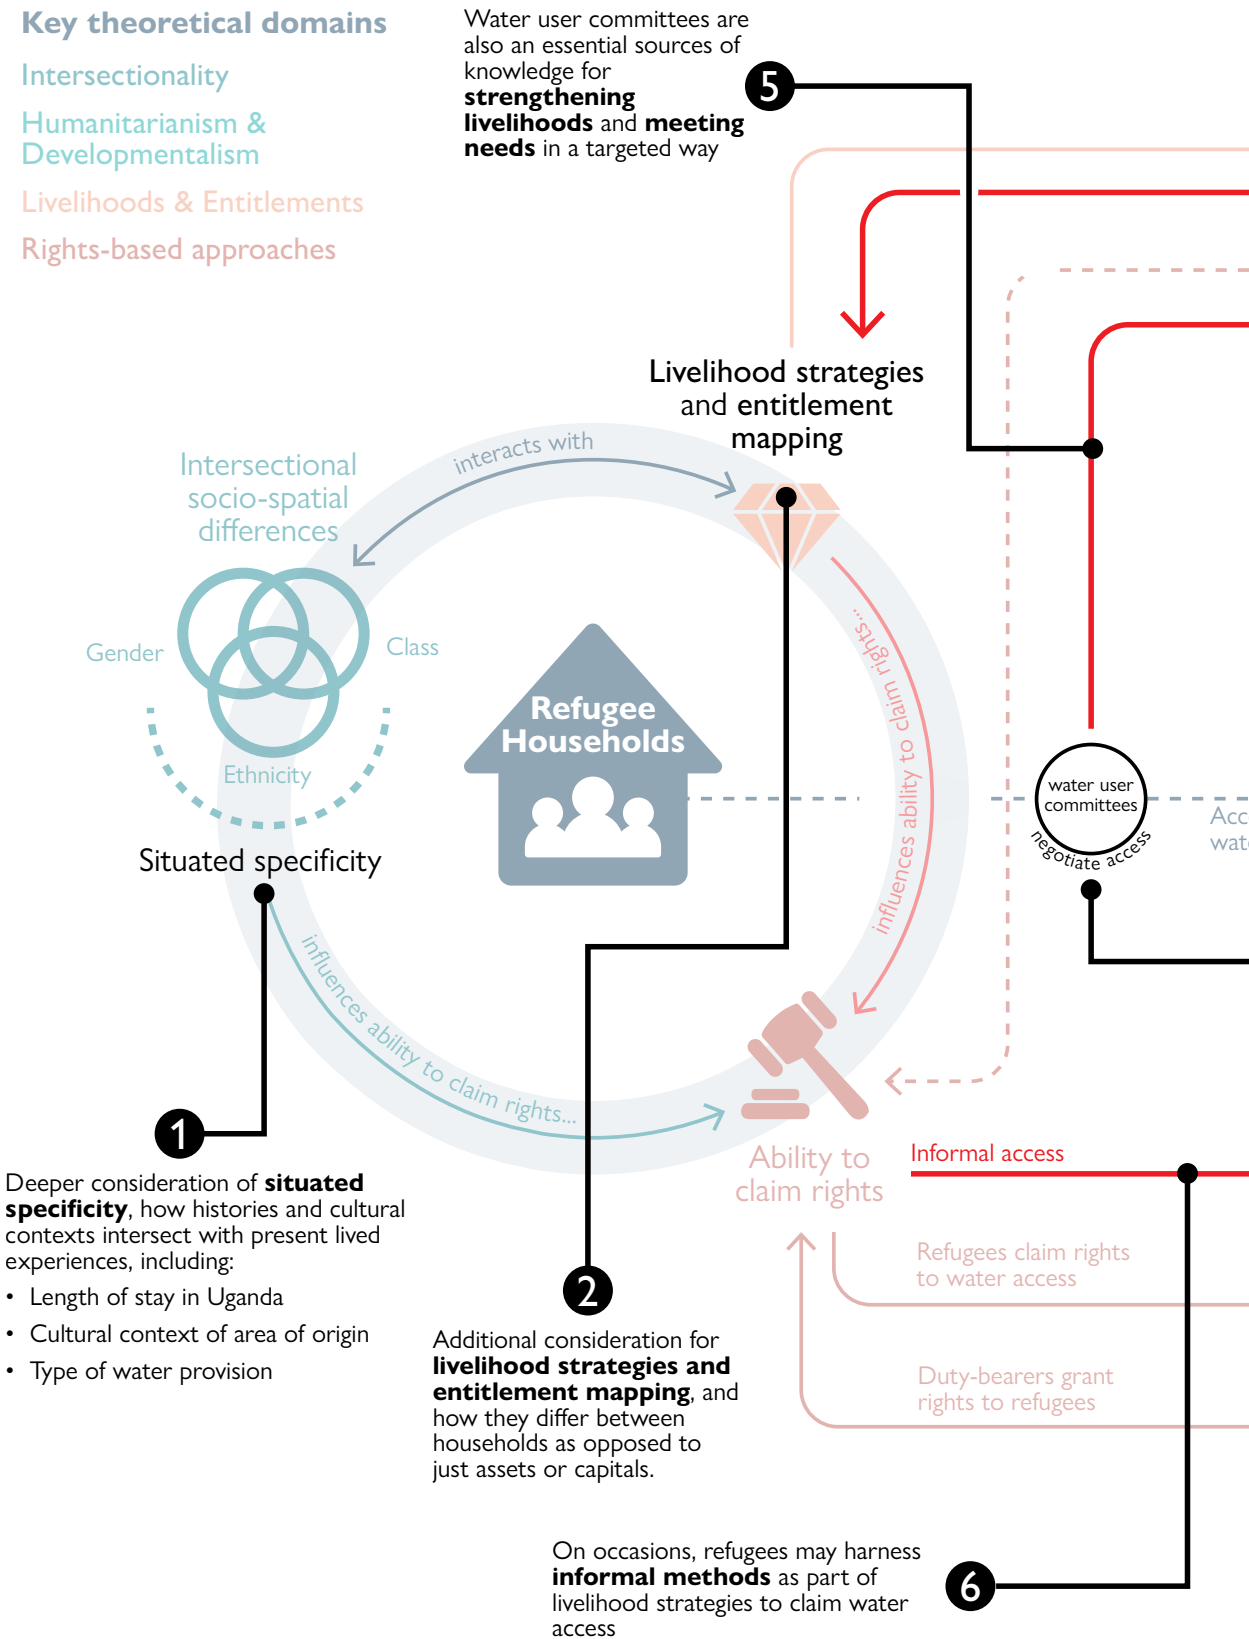 Key theoretical domains
Intersectionality
Humanitarianism &
Developmentalism
Livelihoods & Entitlements
Rights-based approaches
Water user committees are
also an essential sources of
knowledge for
strengthening
livelihoods and meeting
needs in a targeted way
5
Livelihood strategies
and entitlement
mapping
interacts with
Intersectional
socio-spatial
differences
Gender
Class
Ethnicity
Situated specificity
Refugee
Households
influences ability to claim rights...
influences ability to claim rights...
water user
committees
negotiate access
Acc
wat
Ability to
claim rights
Informal access
Refugees claim rights
to water access
Duty-bearers grant
rights to refugees
1
Deeper consideration of situated
specificity, how histories and cultural
contexts intersect with present lived
experiences, including:
• Length of stay in Uganda
• Cultural context of area of origin
• Type of water provision
2
Additional consideration for
livelihood strategies and
entitlement mapping, and
how they differ between
households as opposed to
just assets or capitals.
On occasions, refugees may harness
informal methods as part of
livelihood strategies to claim water
access
6